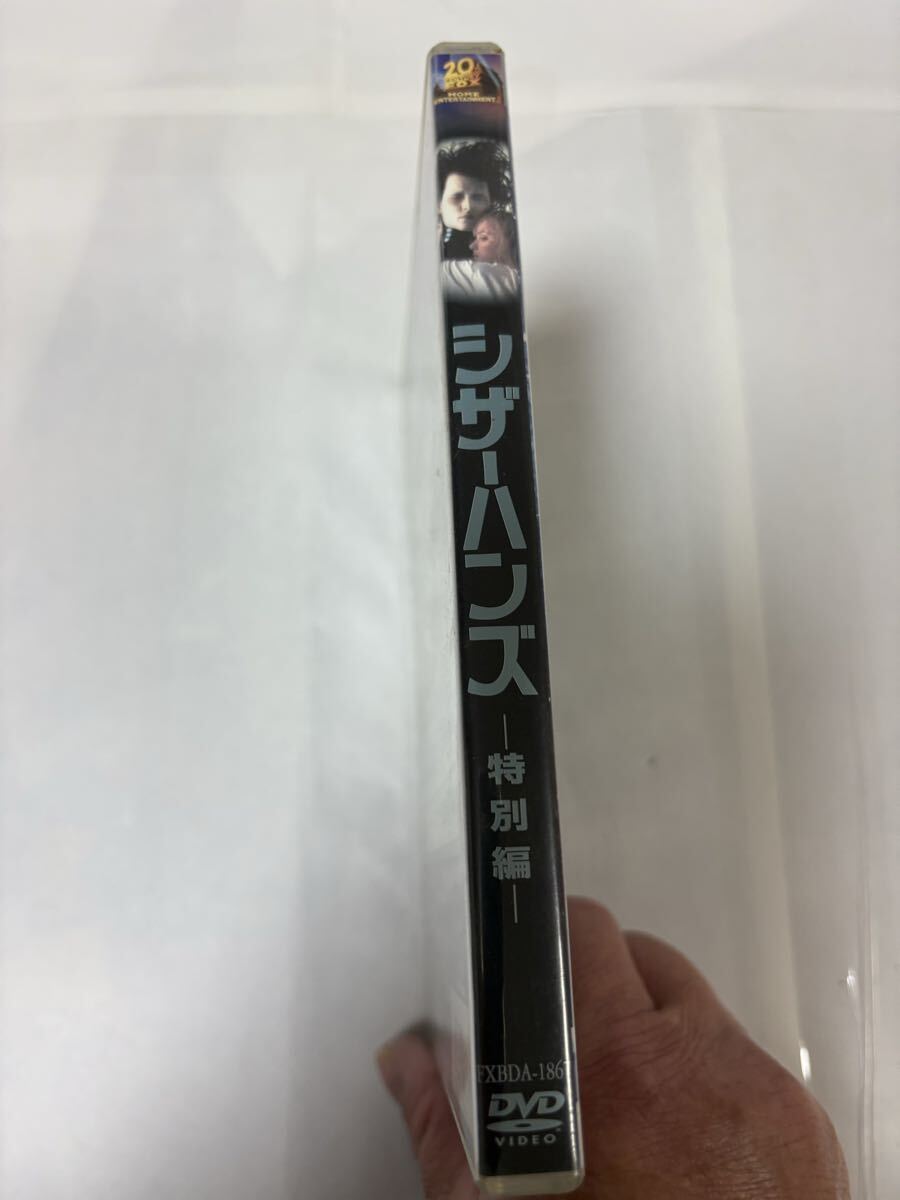 20th
CENTURY
FOX
HOME
ENTERTAINMENT
シザーハンズ
―特別編―
FXBDA-1867
DVD
VIDEO